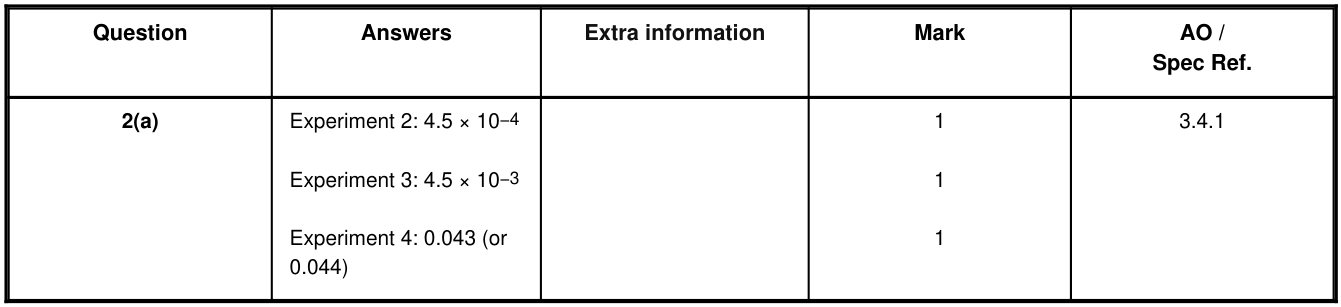 Question Answers Extra information Mark AO /
Spec Ref.
2(a) Experiment 2: 4.5 × 10–4 1 3.4.1
Experiment 3: 4.5 × 10–3 1
Experiment 4: 0.043 (or 1
0.044)